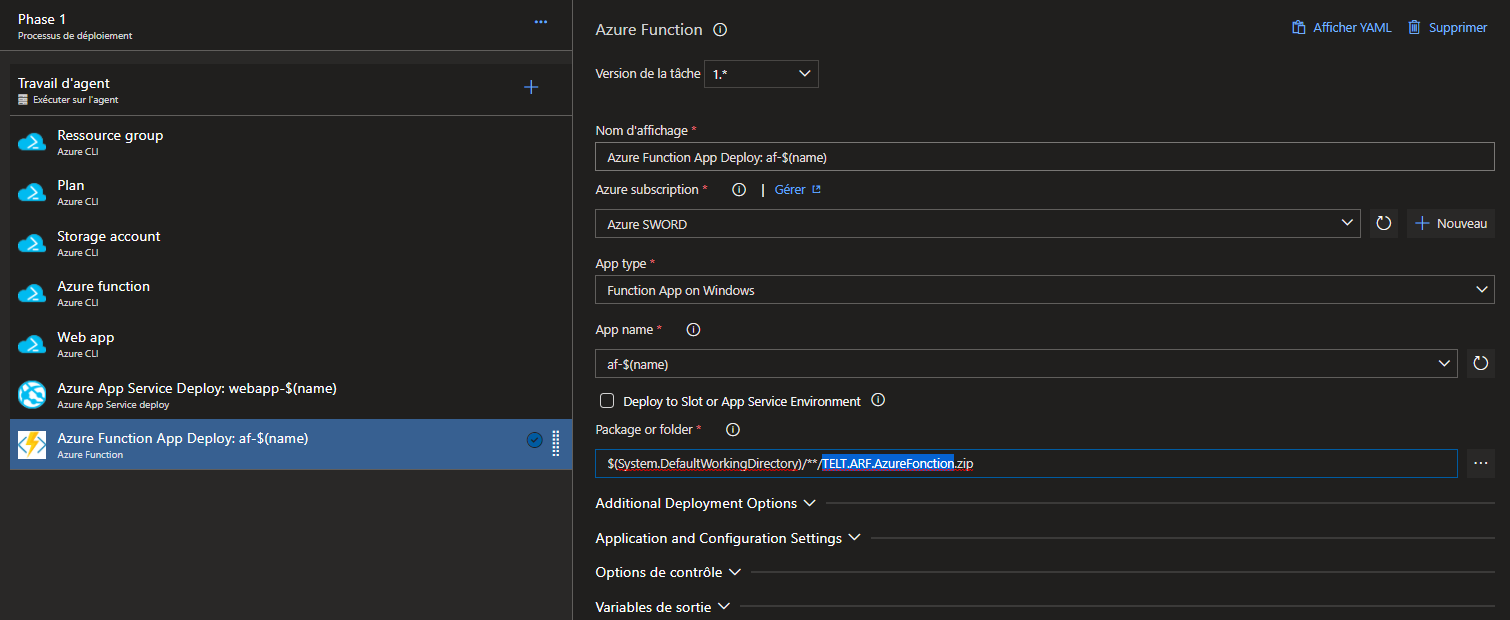 Phase 1
...
Processus de déploiement
Travail d'agent
Exécuter sur l'agent
Ressource group
Azure CLI
Plan
Azure CLI
Storage account
Azure CLI
Azure function
Azure CLI
Web app
Azure CLI
Azure App Service Deploy: webapp-$(name)
Azure App Service deploy
Azure Function App Deploy: af-$(name)
Azure Function
Azure Function
Afficher YAML
Supprimer
Version de la tâche 1.*
Nom d'affichage *
Azure Function App Deploy: af-$(name)
Azure subscription * | Gérer
Azure SWORD
Nouveau
App type *
Function App on Windows
App name *
af-$(name)
Deploy to Slot or App Service Environment
Package or folder *
$(System.DefaultWorkingDirectory)/**/TELT.ARF.AzureFonction.zip
...
Additional Deployment Options
Application and Configuration Settings
Options de contrôle
Variables de sortie